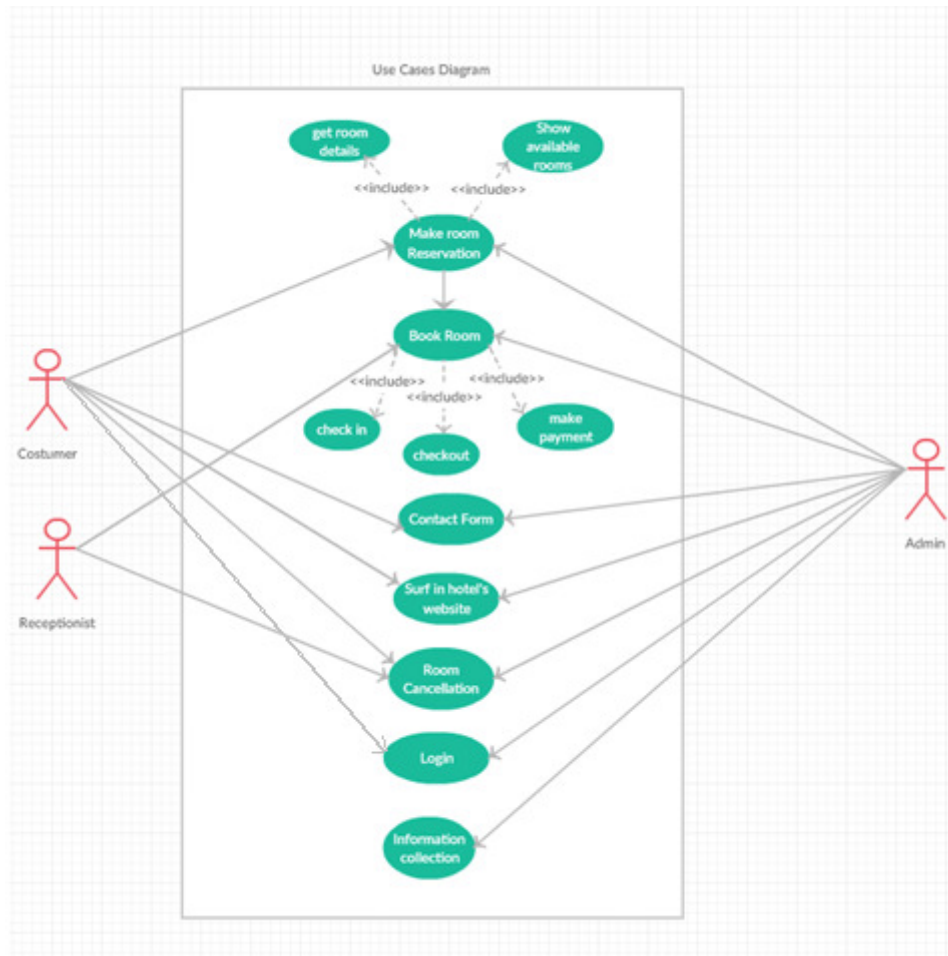 Use Cases Diagram
get room
details
Show
available
rooms
<<include>>
<<include>>
Make room
Reservation
Book Room
<<include>>
<<include>>
<<include>>
check in
checkout
make
payment
Costumer
Contact Form
Admin
Surf in hotel's
website
Receptionist
Room
Cancellation
Login
Information
collection